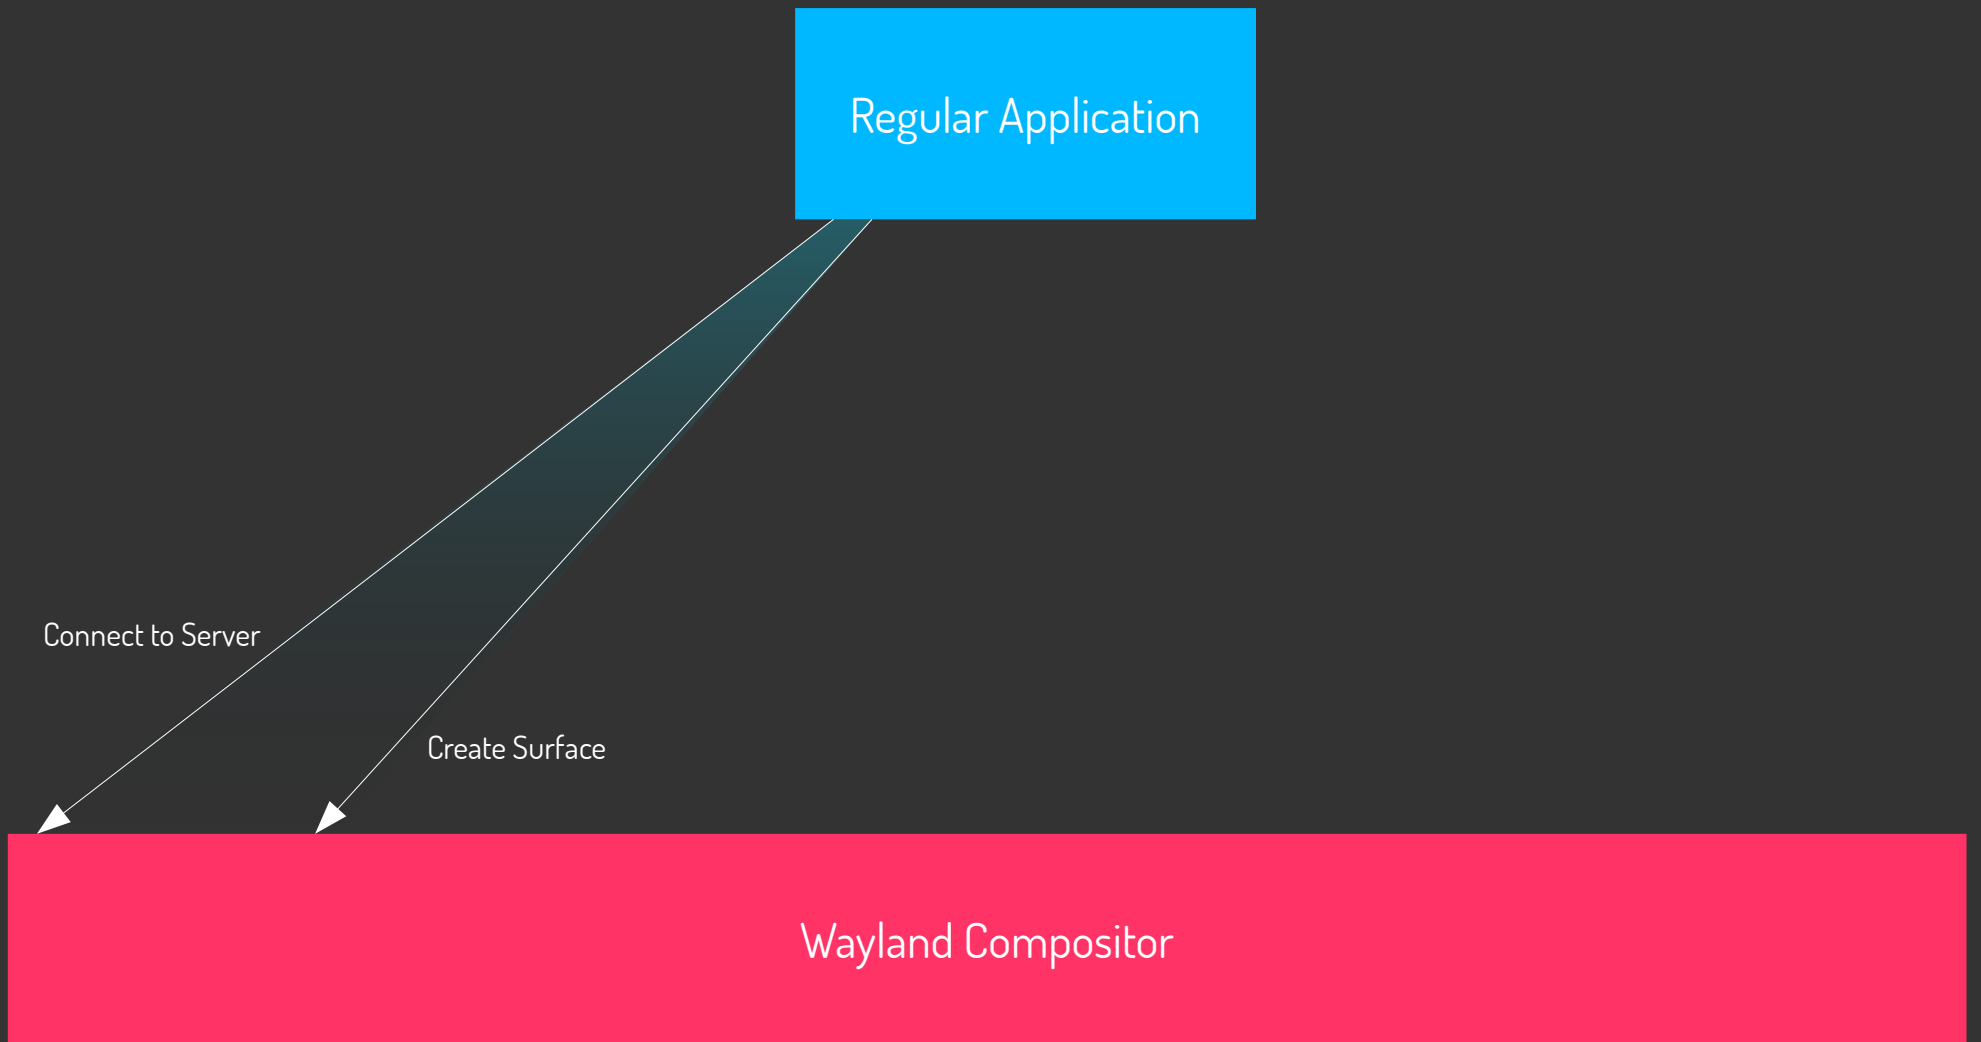 Regular Application
Connect to Server
Create Surface
Wayland Compositor